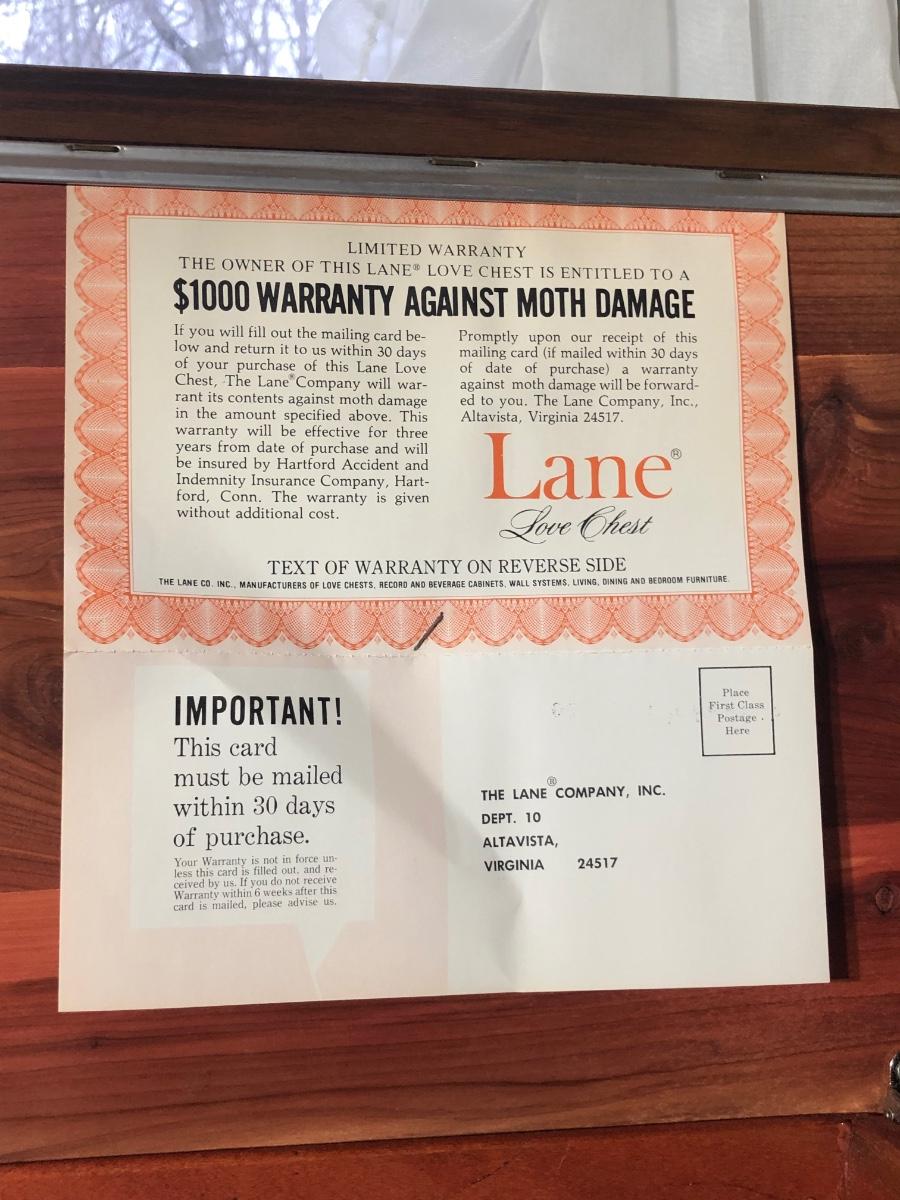 LIMITED WARRANTY
THE OWNER OF THIS LANE® LOVE CHEST IS ENTITLED TO A
$1000 WARRANTY AGAINST MOTH DAMAGE
If you will fill out the mailing card be-
low and return it to us within 30 days
of your purchase of this Lane Love
Chest, The Lane® Company will war-
rant its contents against moth damage
in the amount specified above. This
warranty will be effective for three
years from date of purchase and will
be insured by Hartford Accident and
Indemnity Insurance Company, Hart-
ford, Conn. The warranty is given
without additional cost.
Promptly upon our receipt of this
mailing card (if mailed within 30 days
of date of purchase) a warranty
against moth damage will be forward-
ed to you. The Lane Company, Inc.,
Altavista, Virginia 24517.
Lane®
Love Chest
TEXT OF WARRANTY ON REVERSE SIDE
THE LANE CO. INC., MANUFACTURERS OF LOVE CHESTS, RECORD AND BEVERAGE CABINETS, WALL SYSTEMS, LIVING, DINING AND BEDROOM FURNITURE.
IMPORTANT!
This card
must be mailed
within 30 days
of purchase.
Your Warranty is not in force un-
less this card is filled out, and re-
ceived by us. If you do not receive
Warranty within 6 weeks after this
card is mailed, please advise us.
Place
First Class
Postage
Here
THE LANE® COMPANY, INC.
DEPT. 10
ALTAVISTA,
VIRGINIA 24517